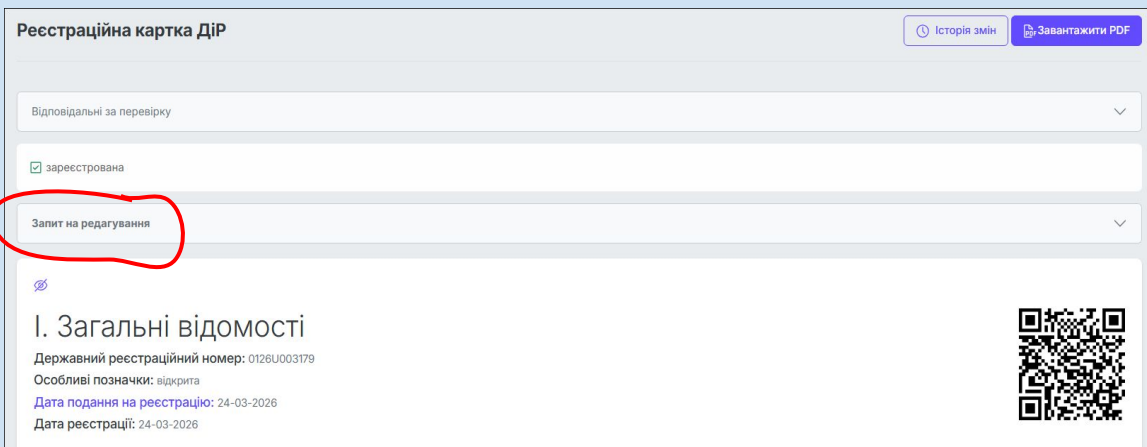 Реєстраційна картка ДіР
Історія змін
PDF Завантажити PDF
Відповідальні за перевірку
зареєстрована
Запит на редагування
І. Загальні відомості
Державний реєстраційний номер: 0126U003179
Особливі позначки: відкрита
Дата подання на реєстрацію: 24-03-2026
Дата реєстрації: 24-03-2026